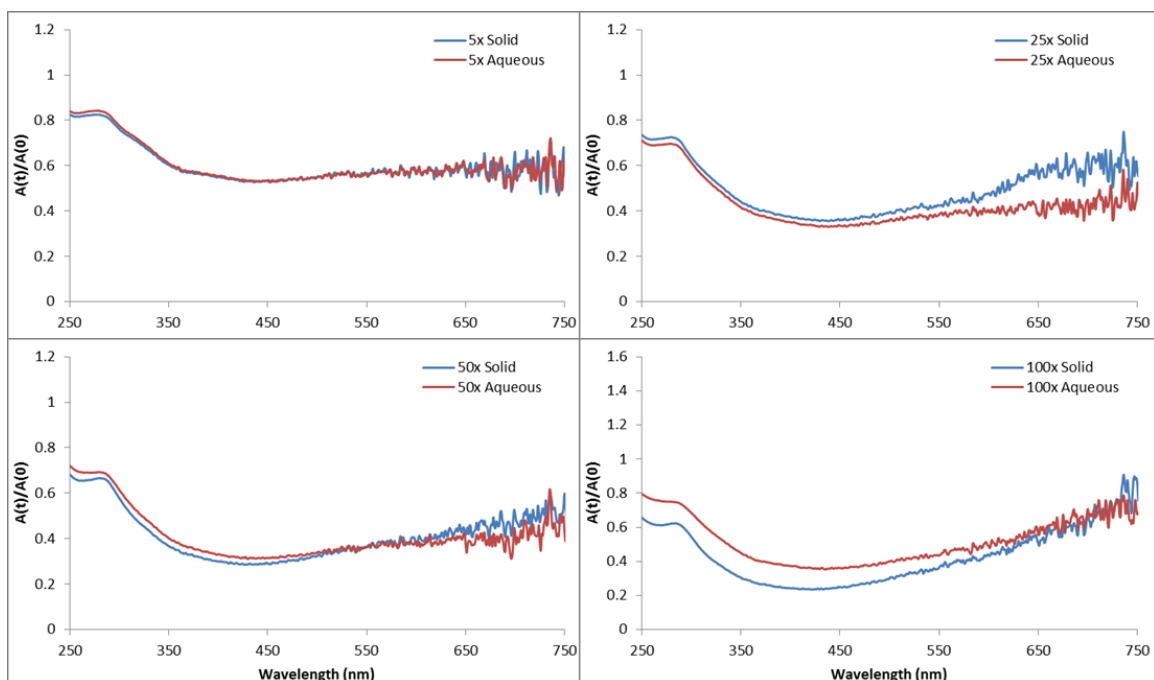 1.2
1
0.8
0.6
0.4
0.2
0
A(t)/A(0)
5x Solid
5x Aqueous
250 350 450 550 650 750
1.2
1
0.8
0.6
0.4
0.2
0
A(t)/A(0)
25x Solid
25x Aqueous
250 350 450 550 650 750
1.2
1
0.8
0.6
0.4
0.2
0
A(t)/A(0)
50x Solid
50x Aqueous
250 350 450 550 650 750
Wavelength (nm)
1.6
1.4
1.2
1
0.8
0.6
0.4
0.2
0
A(t)/A(0)
100x Solid
100x Aqueous
250 350 450 550 650 750
Wavelength (nm)